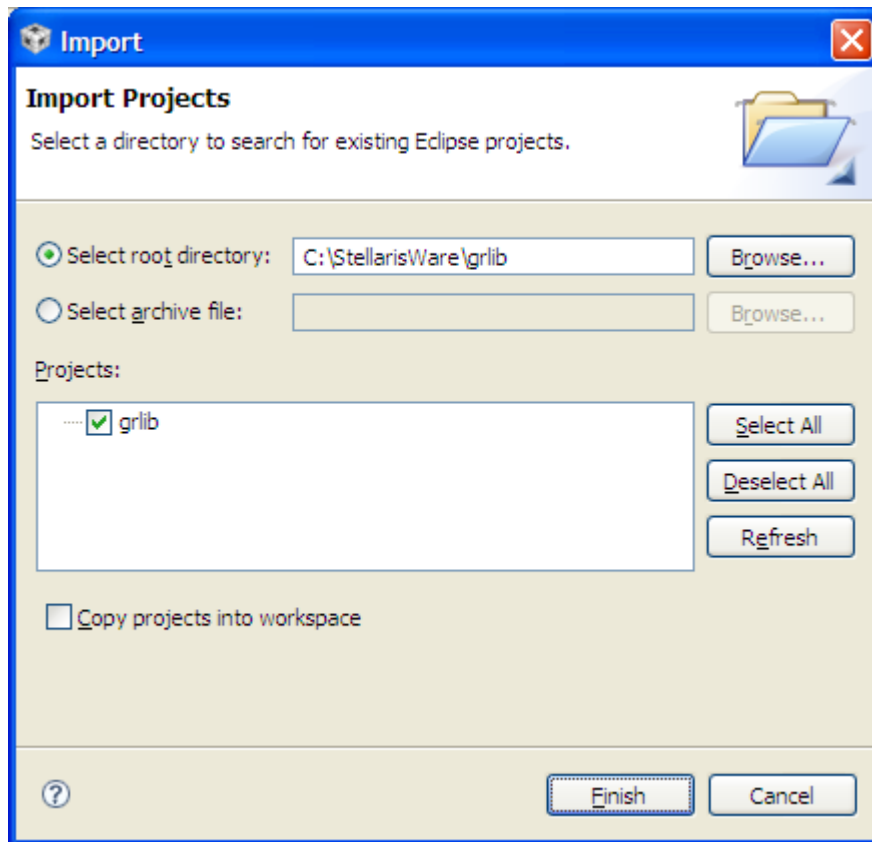 Import
Import Projects
Select a directory to search for existing Eclipse projects.
Select root directory: C:\StellarisWare\grlib Browse...
Select archive file: Browse...
Projects:
grlib
Select All
Deselect All
Refresh
Copy projects into workspace
? Finish Cancel